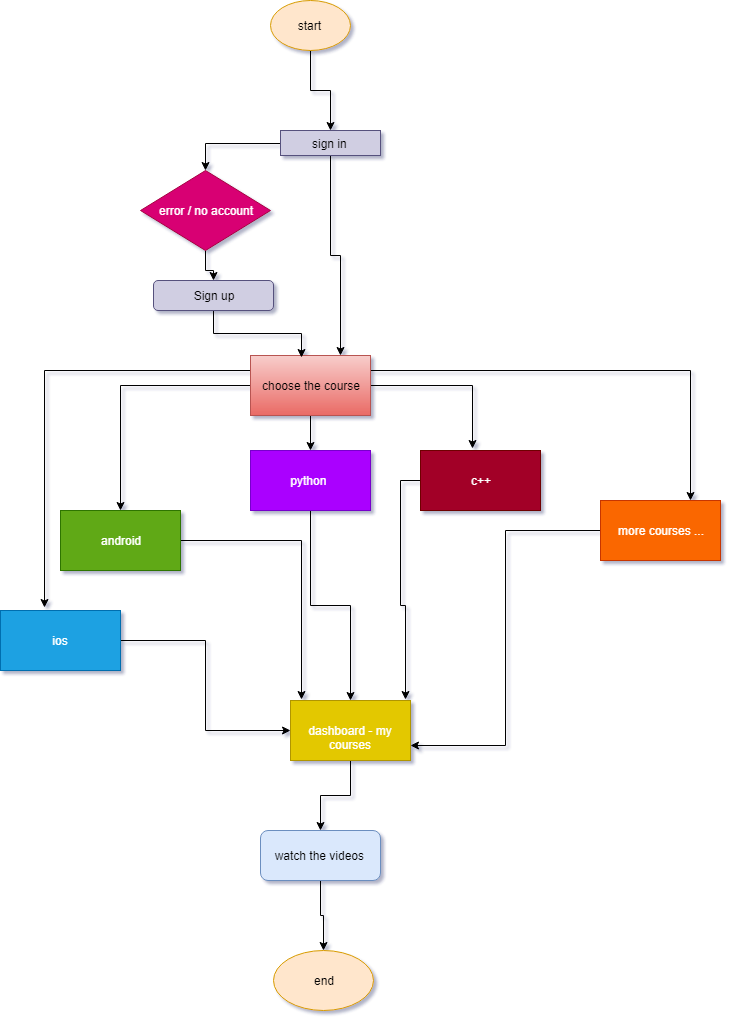 start
sign in
error / no account
Sign up
choose the course
python
c++
more courses ...
android
ios
dashboard - my
courses
watch the videos
end